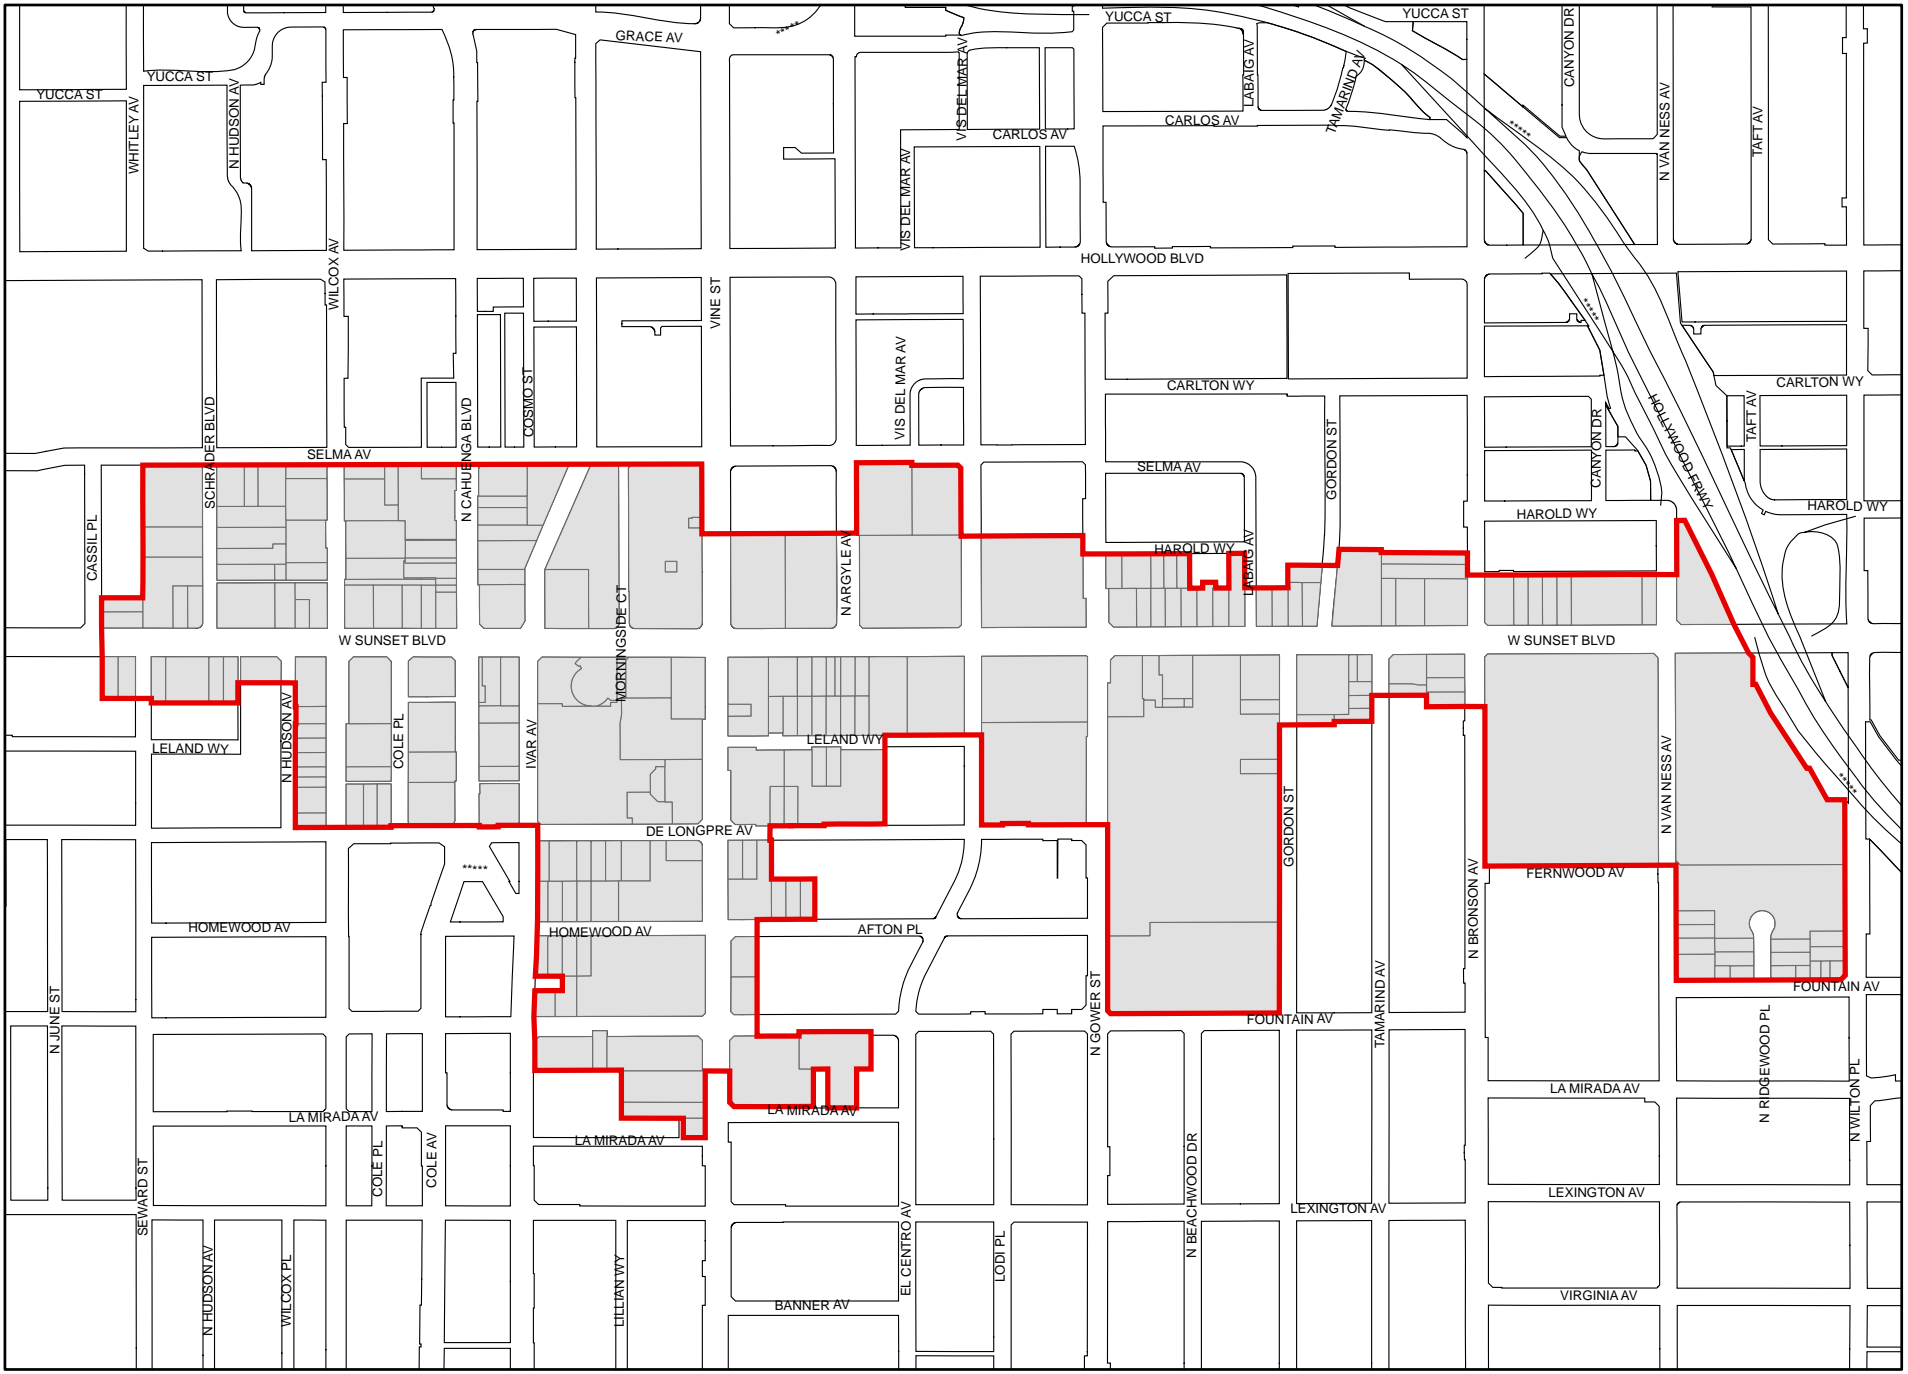 YUCCA ST
YUCCA ST
GRACE AV
*****
YUCCA ST
YUCCA ST
WHITLEY AV
N HUDSON AV
VIS DEL MAR AV
LABAIG AV
TAMARIND AV
CANYON DR
N VAN NESS AV
TAFT AV
CARLOS AV
CARLOS AV
*****
VIS DEL MAR AV
WILCOX AV
HOLLYWOOD BLVD
VINE ST
*****
VIS DEL MAR AV
COSMO ST
CARLTON WY
CARLTON WY
SCHRADER BLVD
N CAHUENGA BLVD
GORDON ST
CANYON DR
HOLLYWOOD FRWY
TAFT AV
SELMA AV
SELMA AV
HAROLD WY
HAROLD WY
CASSIL PL
HAROLD WY
MORNINGSIDE CT
N ARGYLE AV
LABAIG AV
W SUNSET BLVD
W SUNSET BLVD
LELAND WY
N HUDSON AV
COLE PL
IVAR AV
LELAND WY
GORDON ST
N VAN NESS AV
*****
DE LONGPRE AV
*****
FERNWOOD AV
HOMEWOOD AV
HOMEWOOD AV
AFTON PL
N BRONSON AV
N JUNE ST
N GOWER ST
FOUNTAIN AV
TAMARIND AV
FOUNTAIN AV
N RIDGEWOOD PL
N WILTON PL
LA MIRADA AV
LA MIRADA AV
LA MIRADA AV
LA MIRADA AV
SEWARD ST
COLE PL
COLE AV
N BEACHWOOD DR
LEXINGTON AV
LEXINGTON AV
N HUDSON AV
WILCOX PL
LILLIAN WY
EL CENTRO AV
LODI PL
BANNER AV
VIRGINIA AV